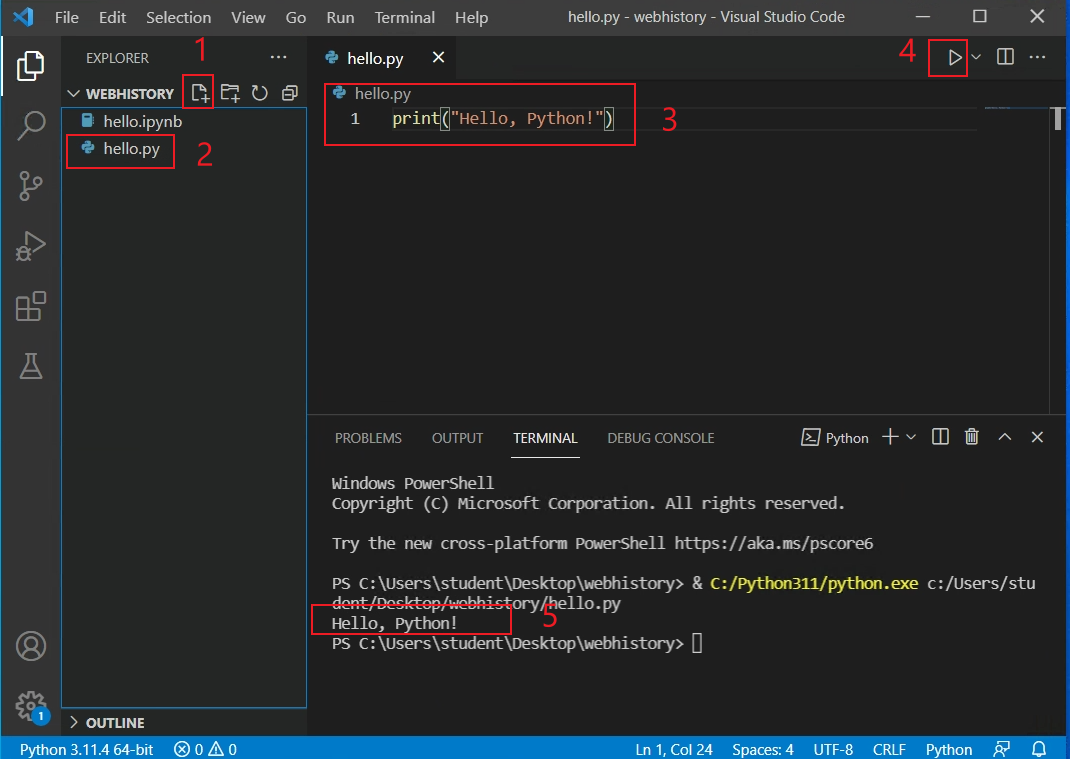 File Edit Selection View Go Run Terminal Help hello.py - webhistory - Visual Studio Code
1
EXPLORER
hello.py
4
WEBHISTORY
hello.ipynb
hello.py
2
hello.py
1 print("Hello, Python!")
3
PROBLEMS OUTPUT TERMINAL DEBUG CONSOLE Python
Windows PowerShell
Copyright (C) Microsoft Corporation. All rights reserved.
Try the new cross-platform PowerShell https://aka.ms/pscore6
PS C:\Users\student\Desktop\webhistory> & C:/Python311/python.exe c:/Users/stu
dent/Desktop/webhistory/hello.py
Hello, Python!
5
PS C:\Users\student\Desktop\webhistory>
1
OUTLINE
Python 3.11.4 64-bit 0 0 Ln 1, Col 24 Spaces: 4 UTF-8 CRLF Python